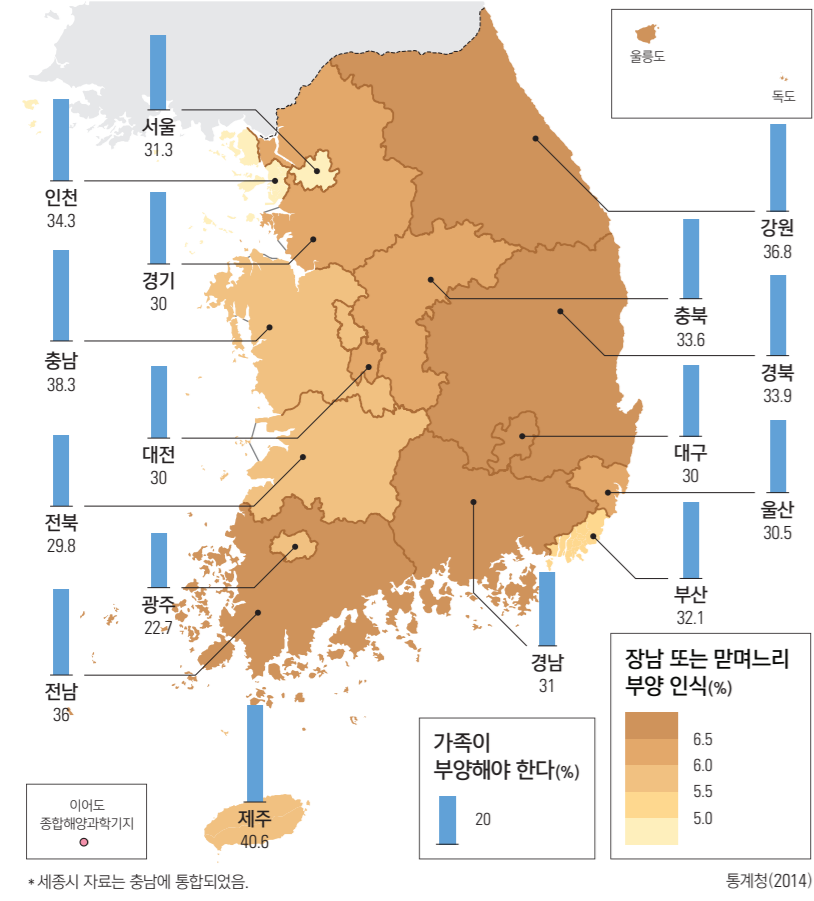 울릉도
독도
서울
31.3
인천
34.3
강원
36.8
경기
30
충북
33.6
충남
38.3
경북
33.9
대전
30
대구
30
전북
29.8
울산
30.5
광주
22.7
부산
32.1
경남
31
전남
36
제주
40.6
장남 또는 맏며느리
부양 인식(%)
6.5
6.0
5.5
5.0
가족이
부양해야 한다(%)
20
이어도
종합해양과학기지
* 세종시 자료는 충남에 통합되었음.
통계청(2014)